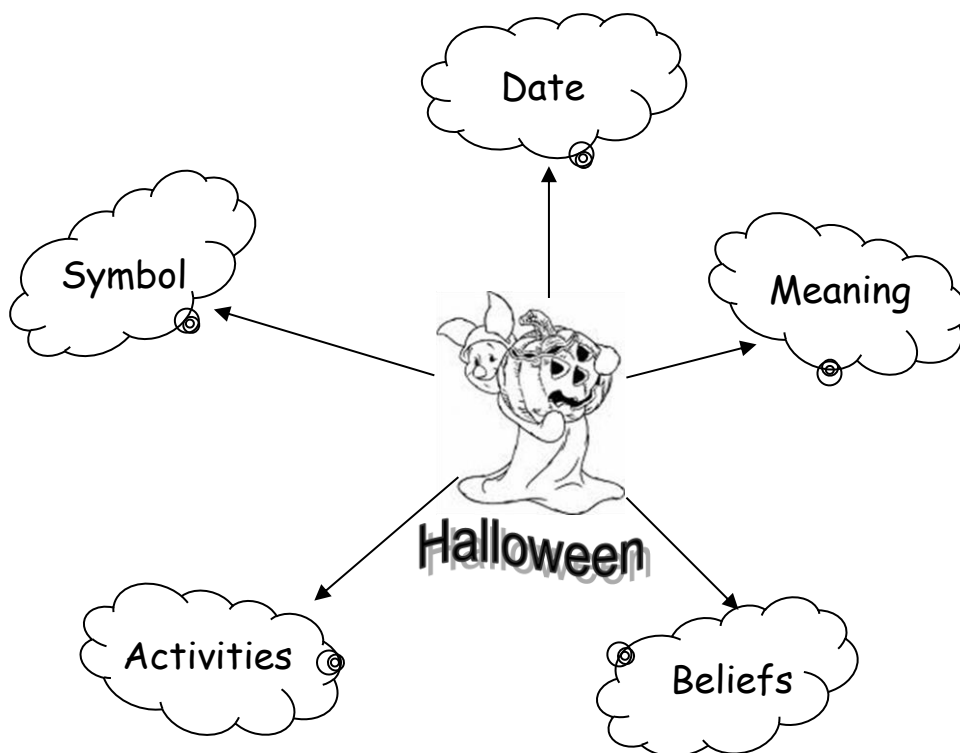 Date
Symbol
Meaning
Halloween
Activities
Beliefs